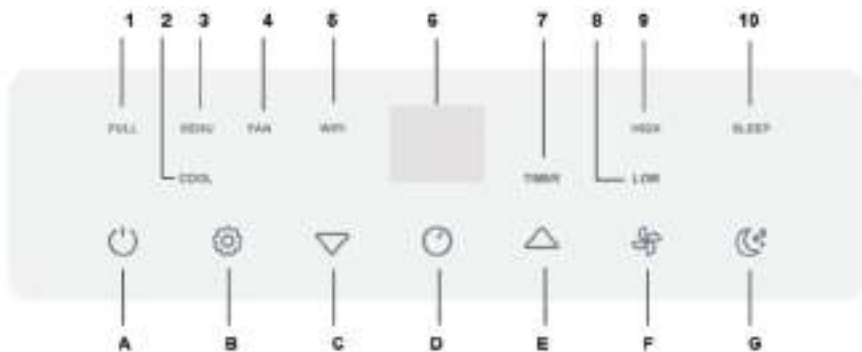 1 2 3 4 5 6 7 8 9 10
FULL MENU FAN WIFI HIGH SLEEP
COOL TIMER LOW
A B C D E F G